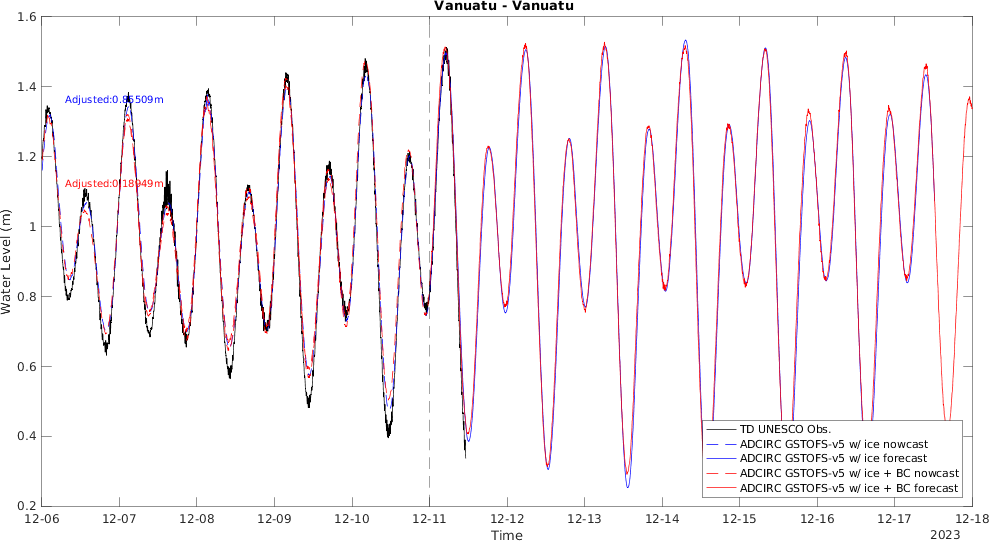 Vanuatu - Vanuatu
1.6
1.4
1.2
1
0.8
0.6
0.4
0.2
Water Level (m)
Adjusted:0.85509m
Adjusted:0.18949m
TD UNESCO Obs.
ADCIRC GSTOFS-v5 w/ ice nowcast
ADCIRC GSTOFS-v5 w/ ice forecast
ADCIRC GSTOFS-v5 w/ ice + BC nowcast
ADCIRC GSTOFS-v5 w/ ice + BC forecast
12-06 12-07 12-08 12-09 12-10 12-11 12-12 12-13 12-14 12-15 12-16 12-17 12-18
Time
2023